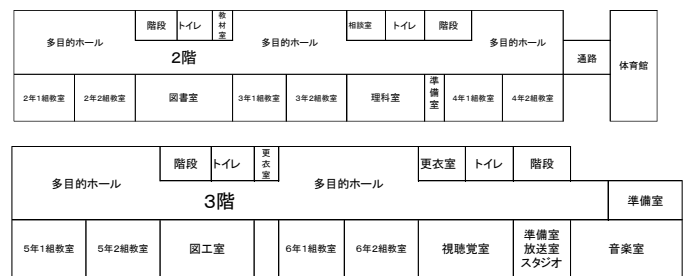 階段
トイレ
教材室
相談室
トイレ
階段
多目的ホール
多目的ホール
多目的ホール
2階
通路
体育館
2年1組教室
2年2組教室
図書室
3年1組教室
3年2組教室
理科室
準備室
4年1組教室
4年2組教室
階段
トイレ
更衣室
更衣室
トイレ
階段
多目的ホール
多目的ホール
3階
準備室
5年1組教室
5年2組教室
図工室
6年1組教室
6年2組教室
視聴覚室
準備室
放送室
スタジオ
音楽室